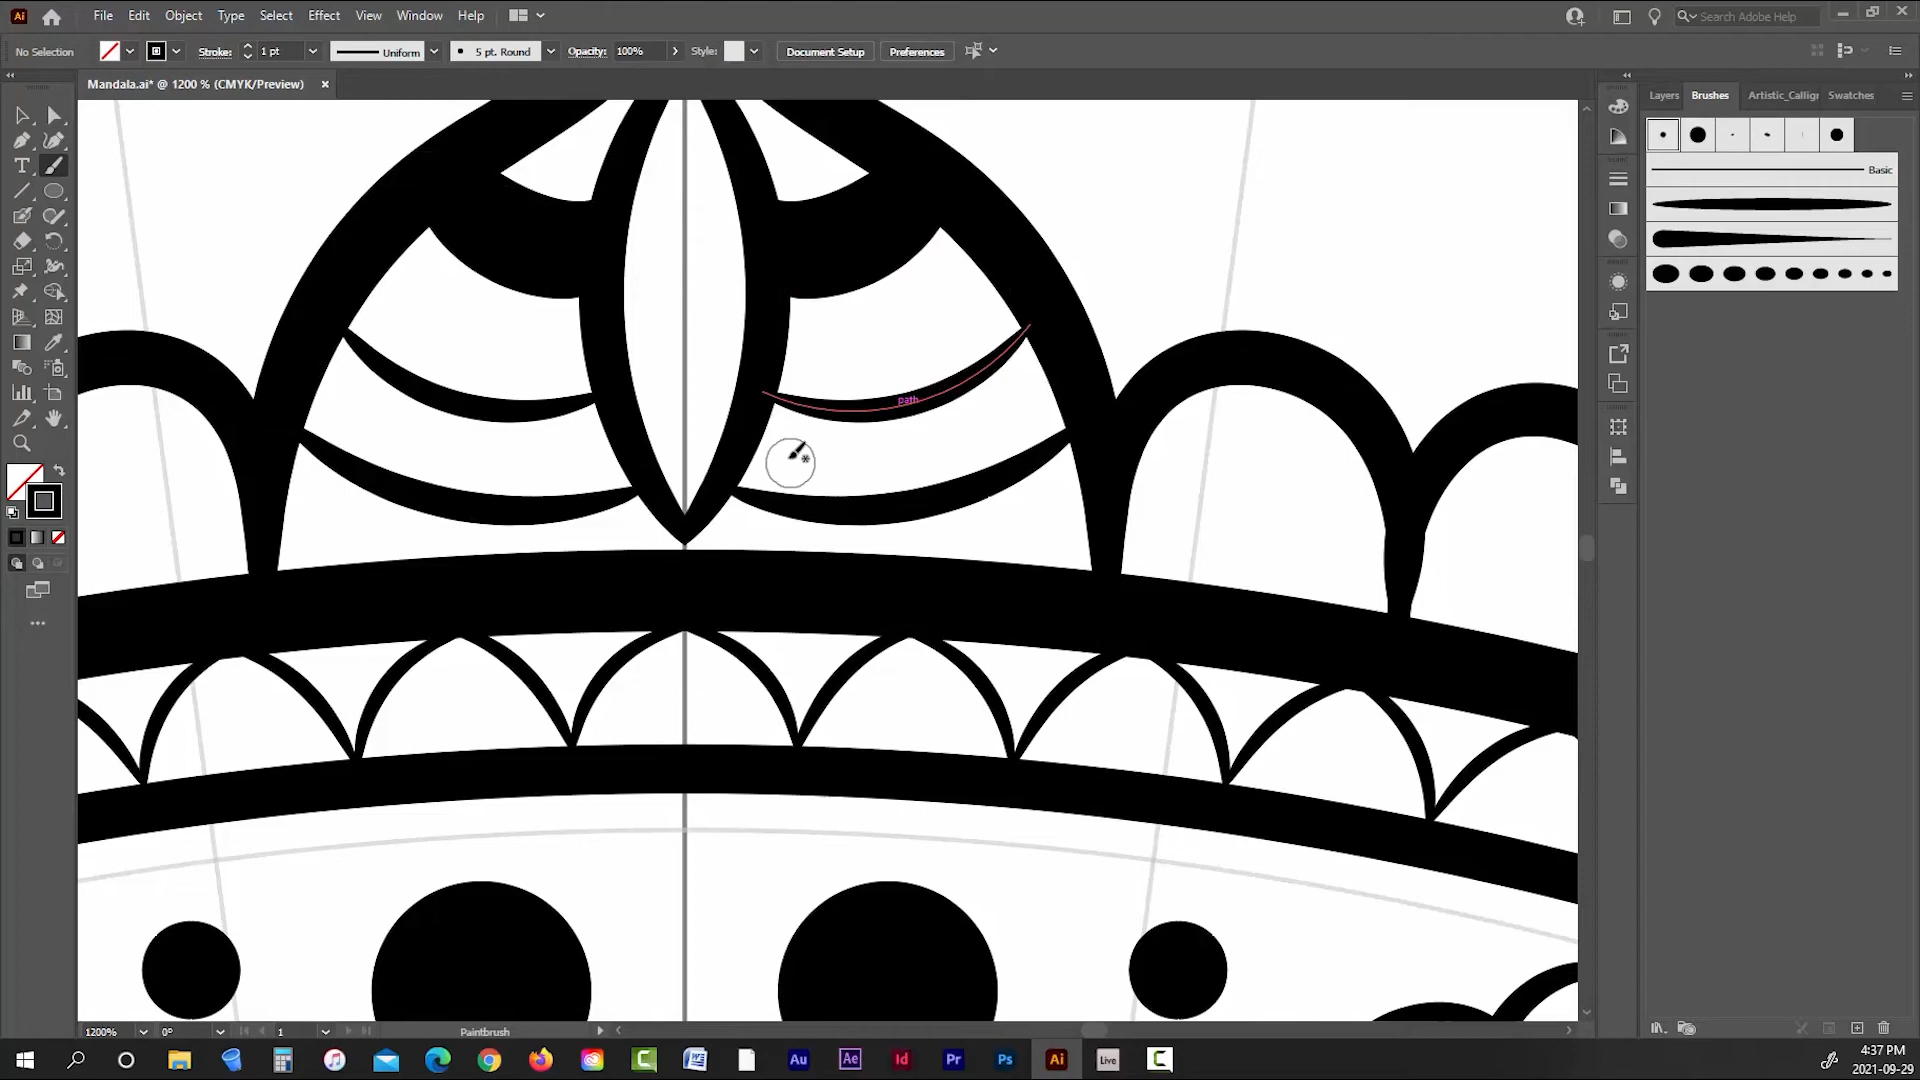 Ai File Edit Object Type Select Effect View Window Help Search Adobe Help
No Selection Stroke: 1 pt Uniform 5 pt. Round Opacity: 100% Style: Document Setup Preferences
Mandala.ai* @ 1200 % (CMYK/Preview) ×
Layers Brushes Artistic_Calligr Swatches
Basic
path
1200% 0° 1 Paintbrush
Au Ae Id Pr Ps Ai Live C
4:37 PM
2021-09-29